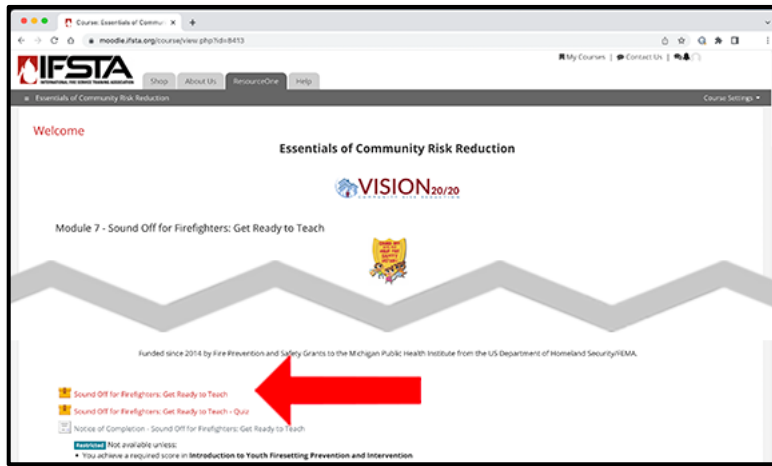 Course: Essentials of Commun
moodle.ifsta.org/course/view.php?id=8413
My Courses | Contact Us |
IFSTA
INTERNATIONAL FIRE SERVICE TRAINING ASSOCIATION
Shop About Us ResourceOne Help
Essentials of Community Risk Reduction Course Settings
Welcome
Essentials of Community Risk Reduction
VISION 20/20
COMMUNITY RISK REDUCTION
Module 7 - Sound Off for Firefighters: Get Ready to Teach
Funded since 2014 by Fire Prevention and Safety Grants to the Michigan Public Health Institute from the US Department of Homeland Security/FEMA.
Sound Off for Firefighters: Get Ready to Teach
Sound Off for Firefighters: Get Ready to Teach - Quiz
Notice of Completion - Sound Off for Firefighters: Get Ready to Teach
Restricted Not available unless:
• You achieve a required score in Introduction to Youth Firesetting Prevention and Intervention